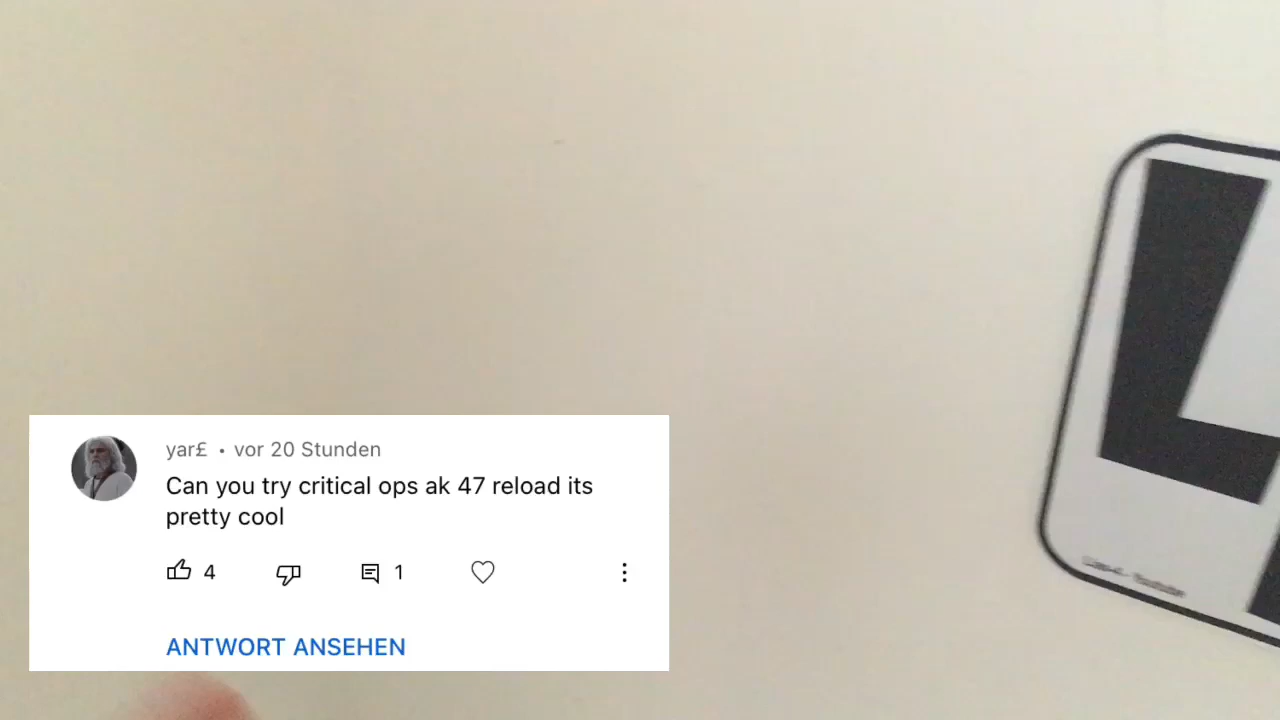 yar£ • vor 20 Stunden
Can you try critical ops ak 47 reload its
pretty cool
4
1
ANTWORT ANSEHEN